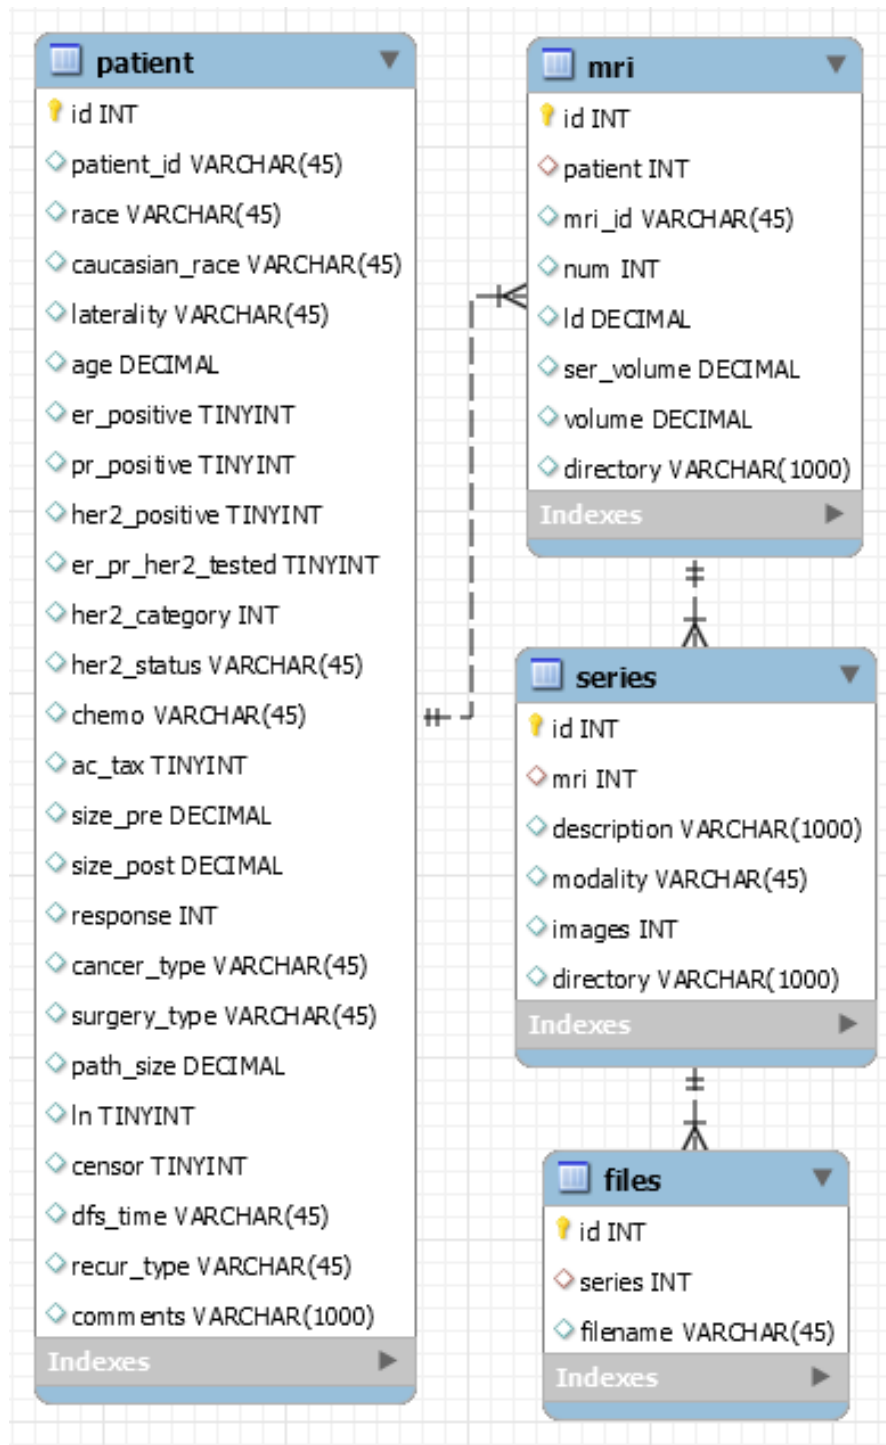 patient
id INT
patient_id VARCHAR(45)
race VARCHAR(45)
caucasian_race VARCHAR(45)
laterality VARCHAR(45)
age DECIMAL
er_positive TINYINT
pr_positive TINYINT
her2_positive TINYINT
er_pr_her2_tested TINYINT
her2_category INT
her2_status VARCHAR(45)
chemo VARCHAR(45)
ac_tax TINYINT
size_pre DECIMAL
size_post DECIMAL
response INT
cancer_type VARCHAR(45)
surgery_type VARCHAR(45)
path_size DECIMAL
ln TINYINT
censor TINYINT
dfs_time VARCHAR(45)
recur_type VARCHAR(45)
comments VARCHAR(1000)
Indexes
mri
id INT
patient INT
mri_id VARCHAR(45)
num INT
ld DECIMAL
ser_volume DECIMAL
volume DECIMAL
directory VARCHAR(1000)
Indexes
series
id INT
mri INT
description VARCHAR(1000)
modality VARCHAR(45)
images INT
directory VARCHAR(1000)
Indexes
files
id INT
series INT
filename VARCHAR(45)
Indexes